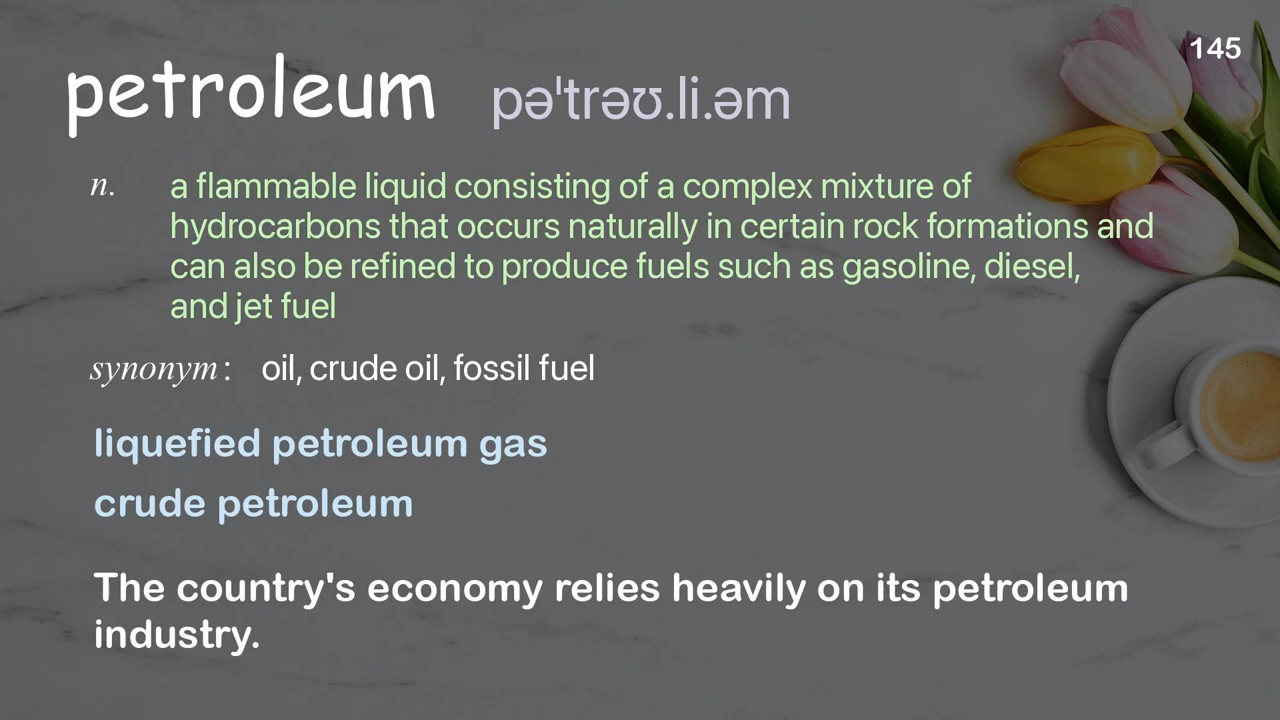 145
petroleum pəˈtrəʊ.li.əm
n. a flammable liquid consisting of a complex mixture of
hydrocarbons that occurs naturally in certain rock formations and
can also be refined to produce fuels such as gasoline, diesel,
and jet fuel
synonym: oil, crude oil, fossil fuel
liquefied petroleum gas
crude petroleum
The country's economy relies heavily on its petroleum
industry.